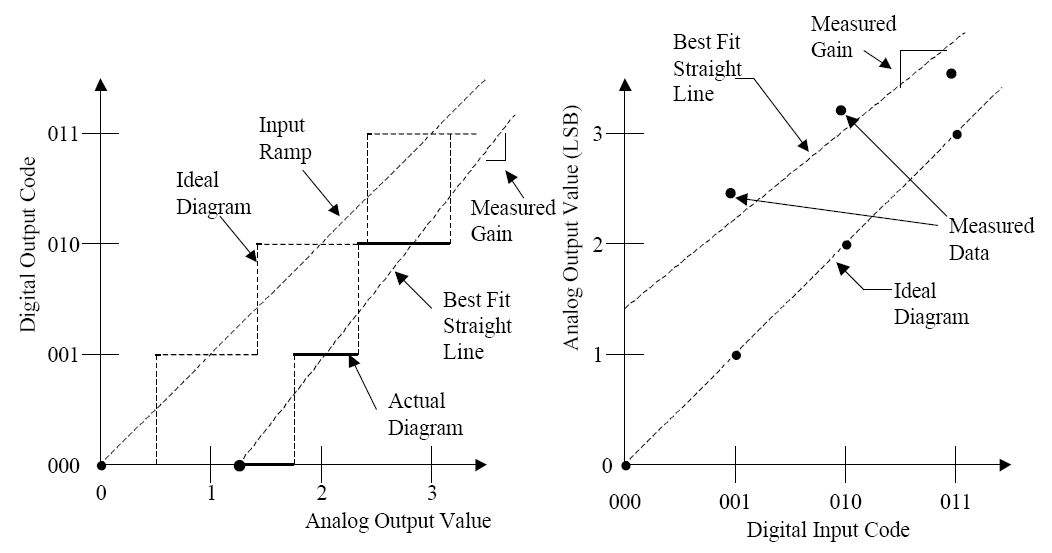 Digital Output Code
011
010
001
000
0
1
2
3
Analog Output Value
Input
Ramp
Ideal
Diagram
Measured
Gain
Best Fit
Straight
Line
Actual
Diagram
Analog Output Value (LSB)
3
2
1
0
000
001
010
011
Digital Input Code
Best Fit
Straight
Line
Measured
Gain
Measured
Data
Ideal
Diagram